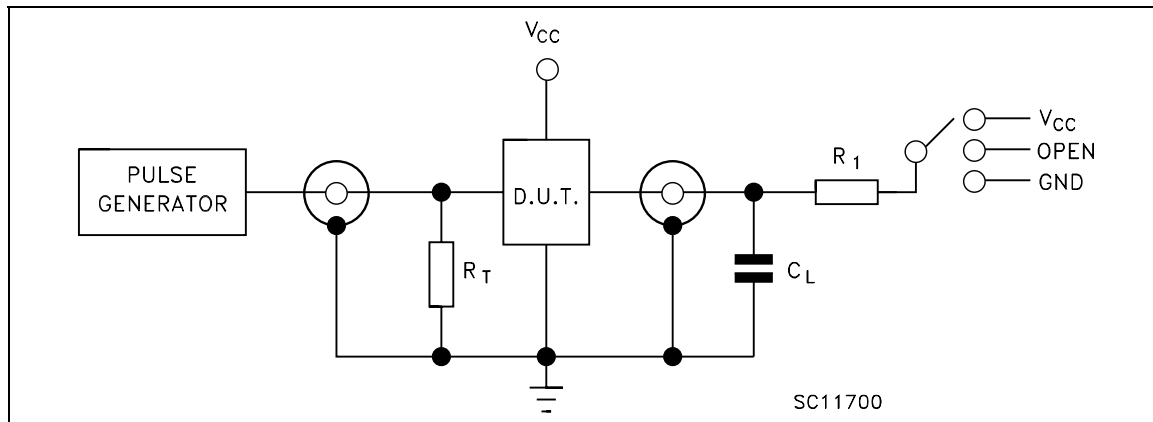 VCC
PULSE
GENERATOR
D.U.T.
RT
R1
CL
VCC
OPEN
GND
SC11700